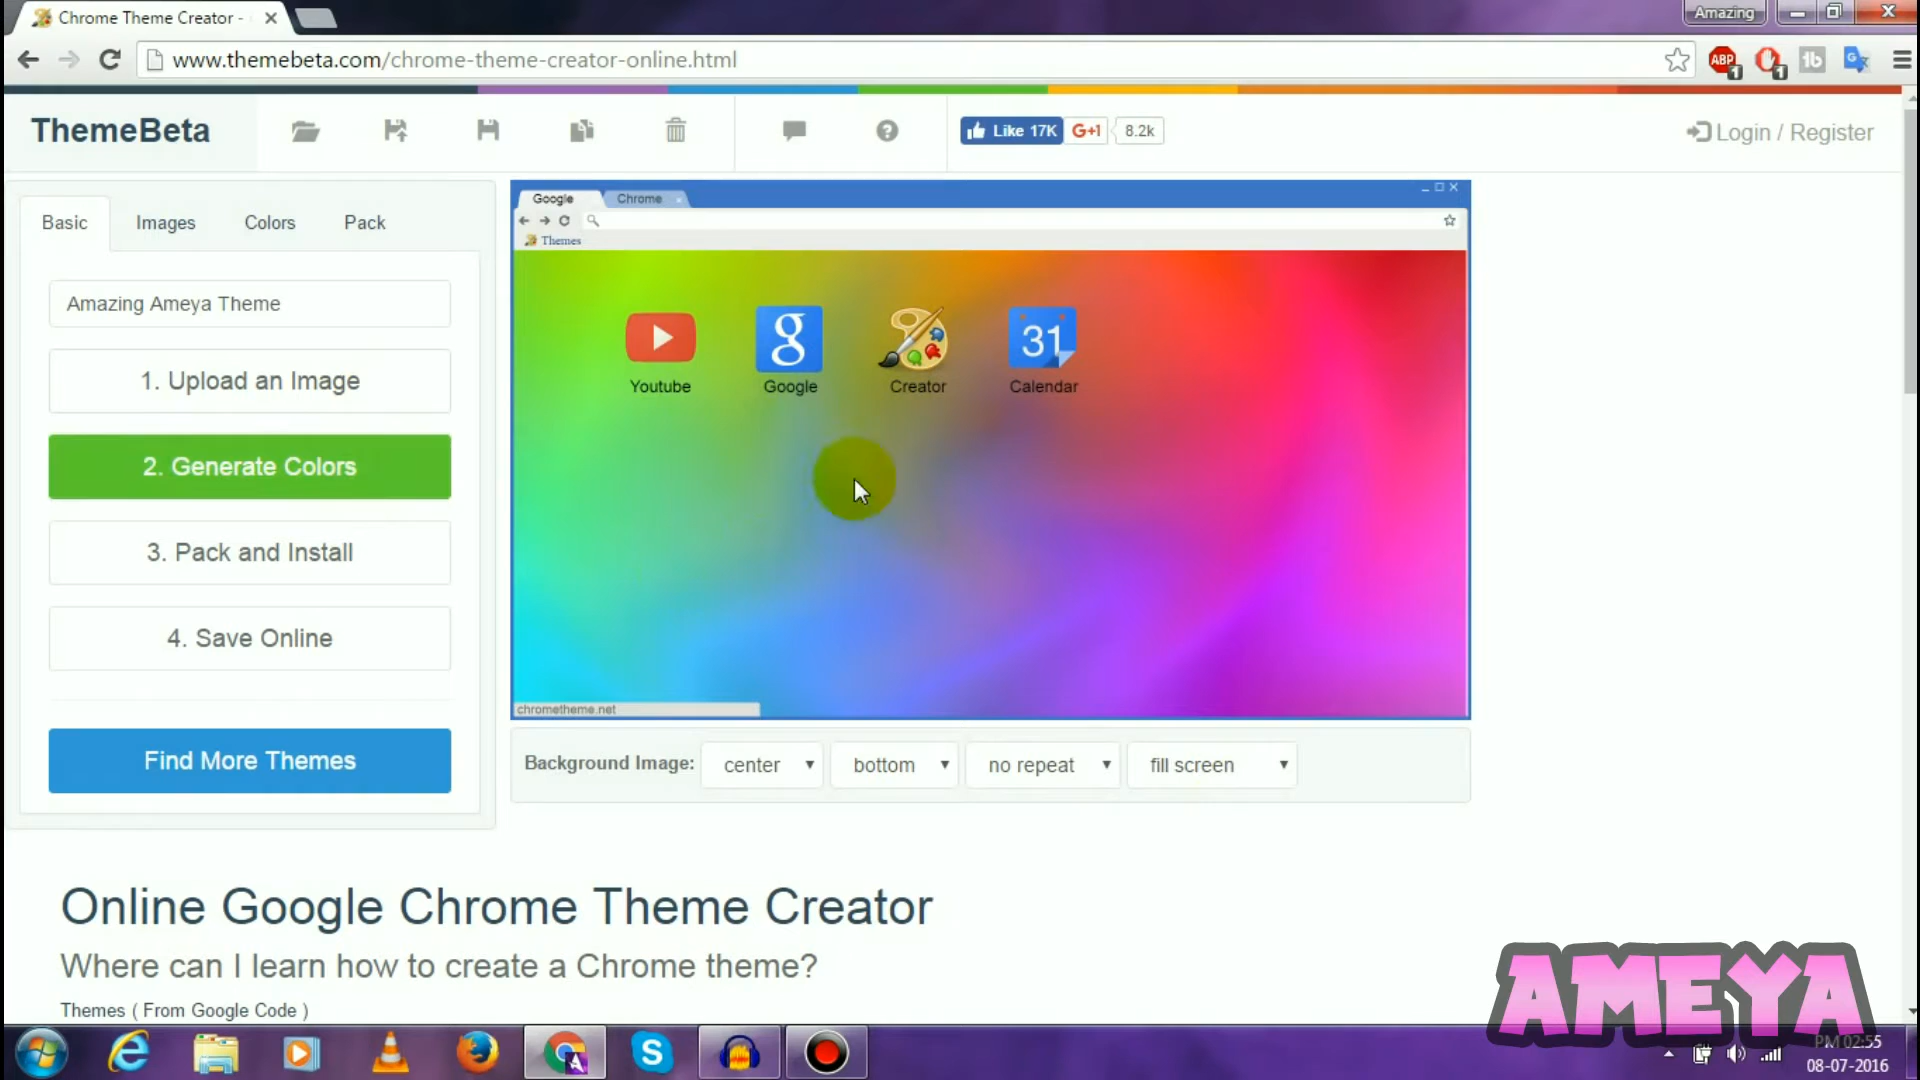 Chrome Theme Creator -
Amazing
www.themebeta.com/chrome-theme-creator-online.html
ABP
1
1
ThemeBeta
Like 17K
G+1
8.2k
Login / Register
Basic
Images
Colors
Pack
Amazing Ameya Theme
1. Upload an Image
2. Generate Colors
3. Pack and Install
4. Save Online
Find More Themes
Google
Chrome
Themes
Youtube
Google
31
Creator
Calendar
chrometheme.net
Background Image:
center
bottom
no repeat
fill screen
Online Google Chrome Theme Creator
Where can I learn how to create a Chrome theme?
Themes ( From Google Code )
AMEYA
PM 02:55
08-07-2016